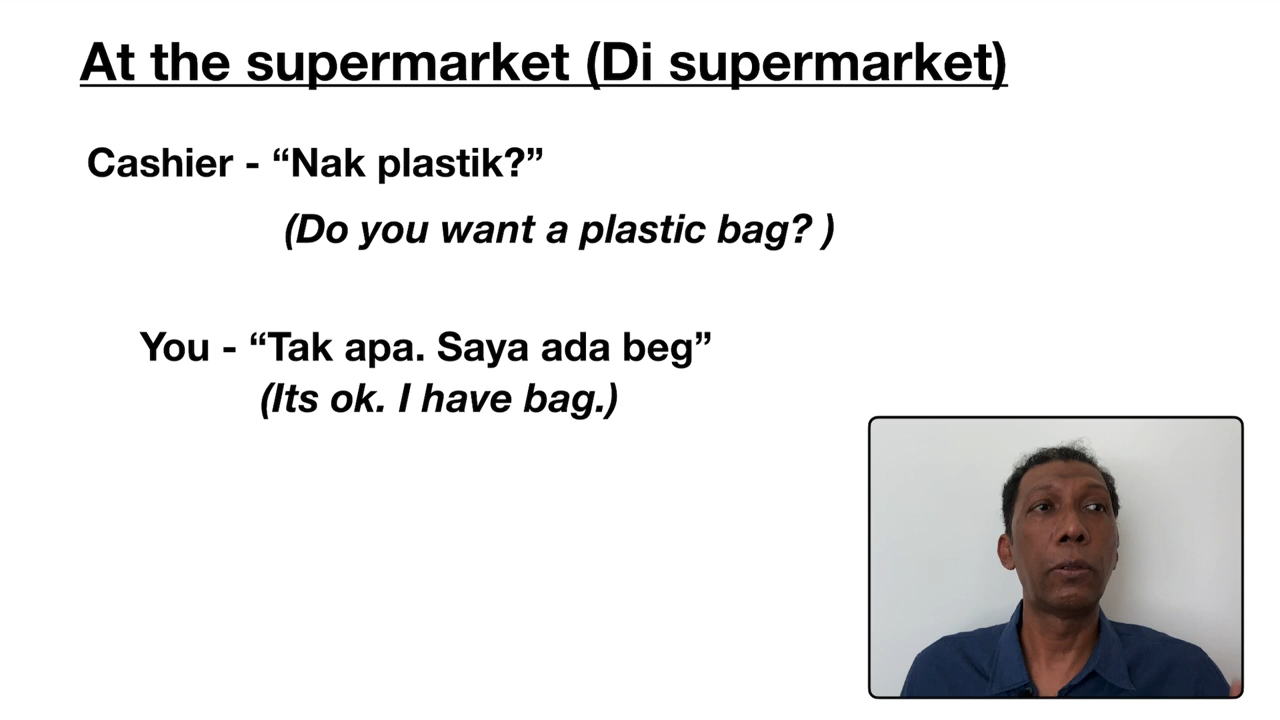 At the supermarket (Di supermarket)
Cashier - “Nak plastik?”
(Do you want a plastic bag? )
You - “Tak apa. Saya ada beg”
(Its ok. I have bag.)